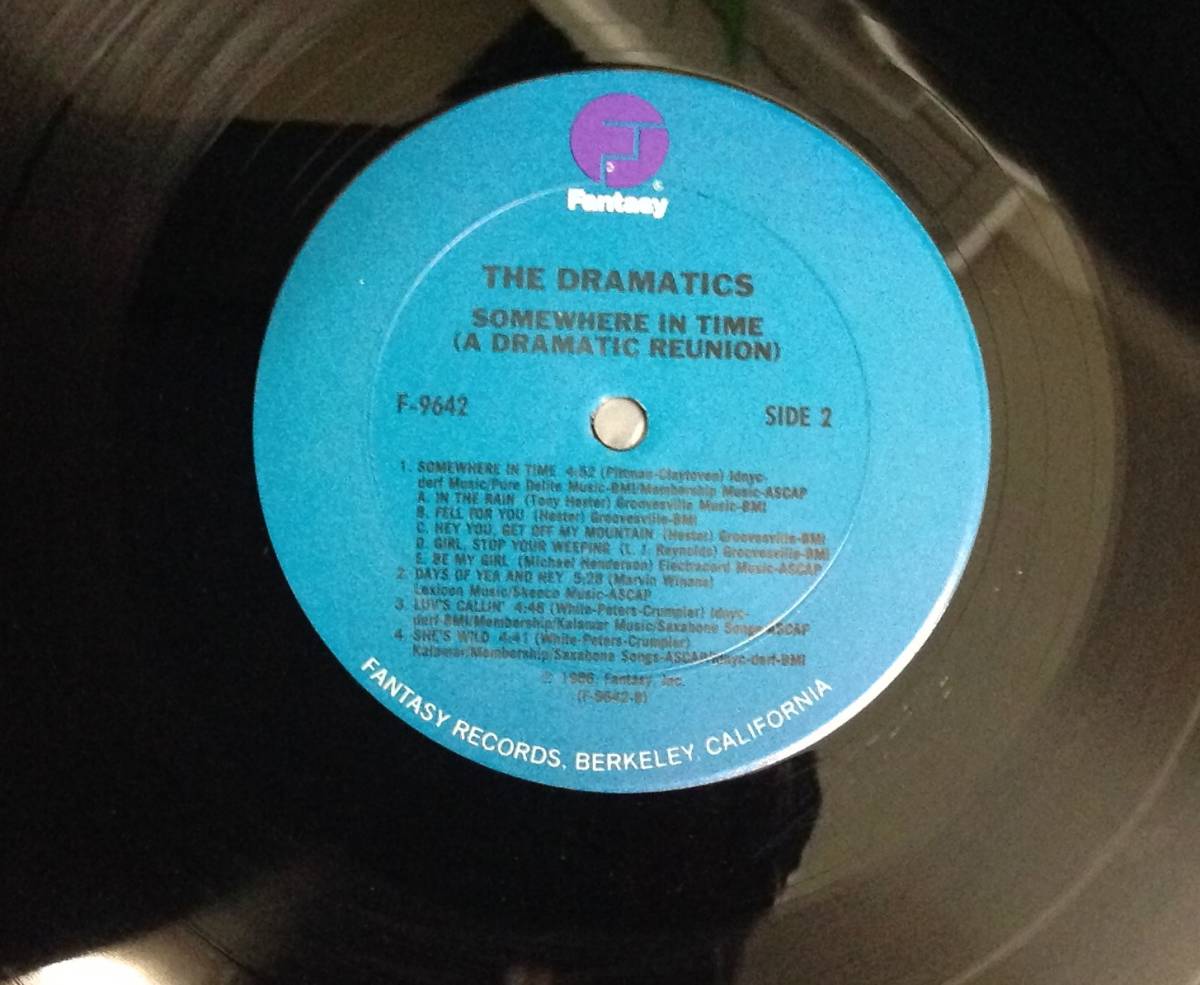 Fantasy
THE DRAMATICS
SOMEWHERE IN TIME
(A DRAMATIC REUNION)
F-9642
SIDE 2
1. SOMEWHERE IN TIME 4:52 (Pittman-Claytoven) Idnyc-
derf Music/Pure Delite Music-BMI/Membership Music-ASCAP
A. IN THE RAIN (Tony Hester) Groovesville Music-BMI
B. FELL FOR YOU (Hester) Groovesville-BMI
C. HEY YOU, GET OFF MY MOUNTAIN (Hester) Groovesville-BMI
D. GIRL, STOP YOUR WEEPING (L. J. Reynolds) Groovesville-BMI
E. BE MY GIRL (Michael Henderson) Electracord Music-ASCAP
2. DAYS OF YEA AND NEY 5:28 (Marvin Winans)
Lexicon Music/Skeeco Music-ASCAP
3. LUV'S CALLIN' 4:46 (White-Peters-Crumpler) Idnyc-
derf-BMI/Membership/Kalamar Music/Saxabone Songs-ASCAP
4. SHE'S WILD 4:41 (White-Peters-Crumpler)
Kalamar/Membership/Saxabone Songs-ASCAP/Idnyc-derf-BMI
1986 Fantasy, Inc.
(F-9642-B)
FANTASY RECORDS, BERKELEY, CALIFORNIA